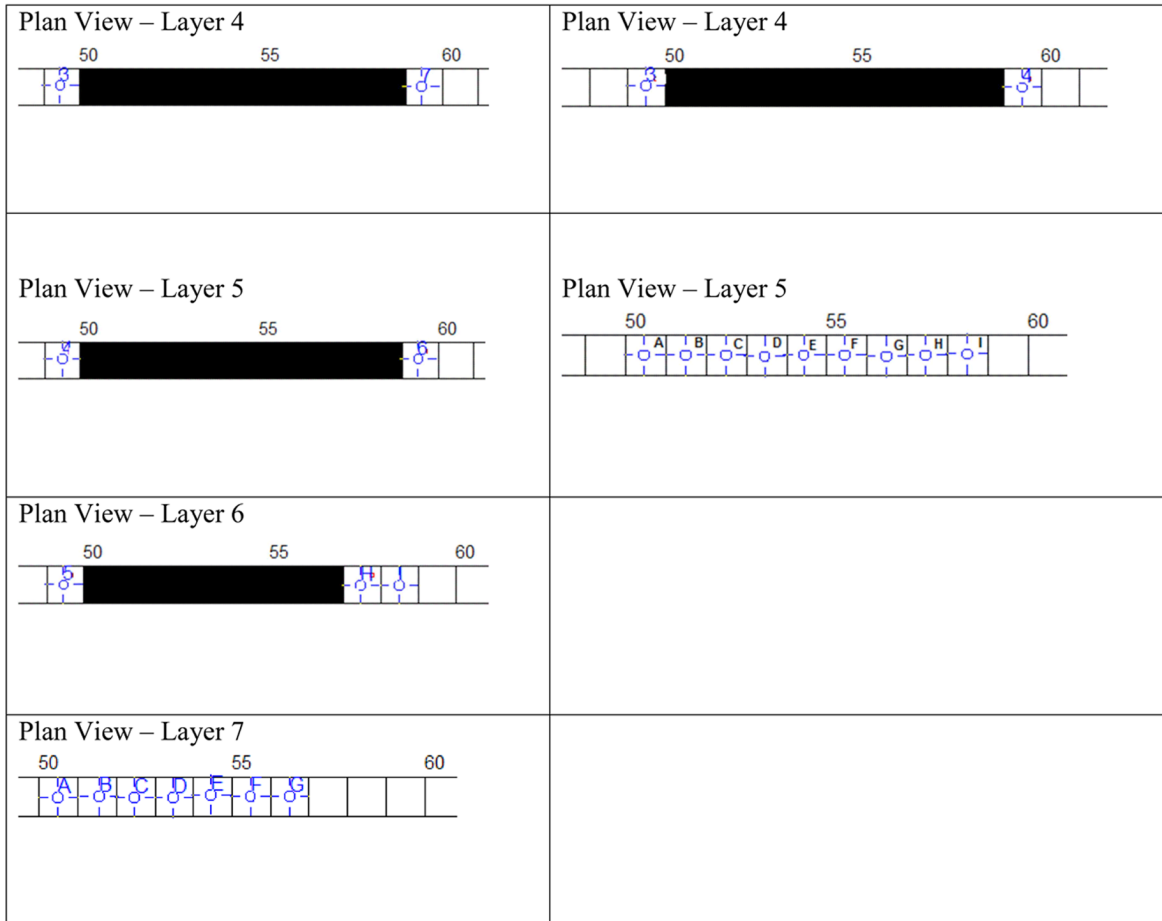 Plan View – Layer 4
50 55 60
3 7
Plan View – Layer 4
50 55 60
3 4
Plan View – Layer 5
50 55 60
4 6
Plan View – Layer 5
50 55 60
A B C D E F G H I
Plan View – Layer 6
50 55 60
5 H I
Plan View – Layer 7
50 55 60
A B C D E F G